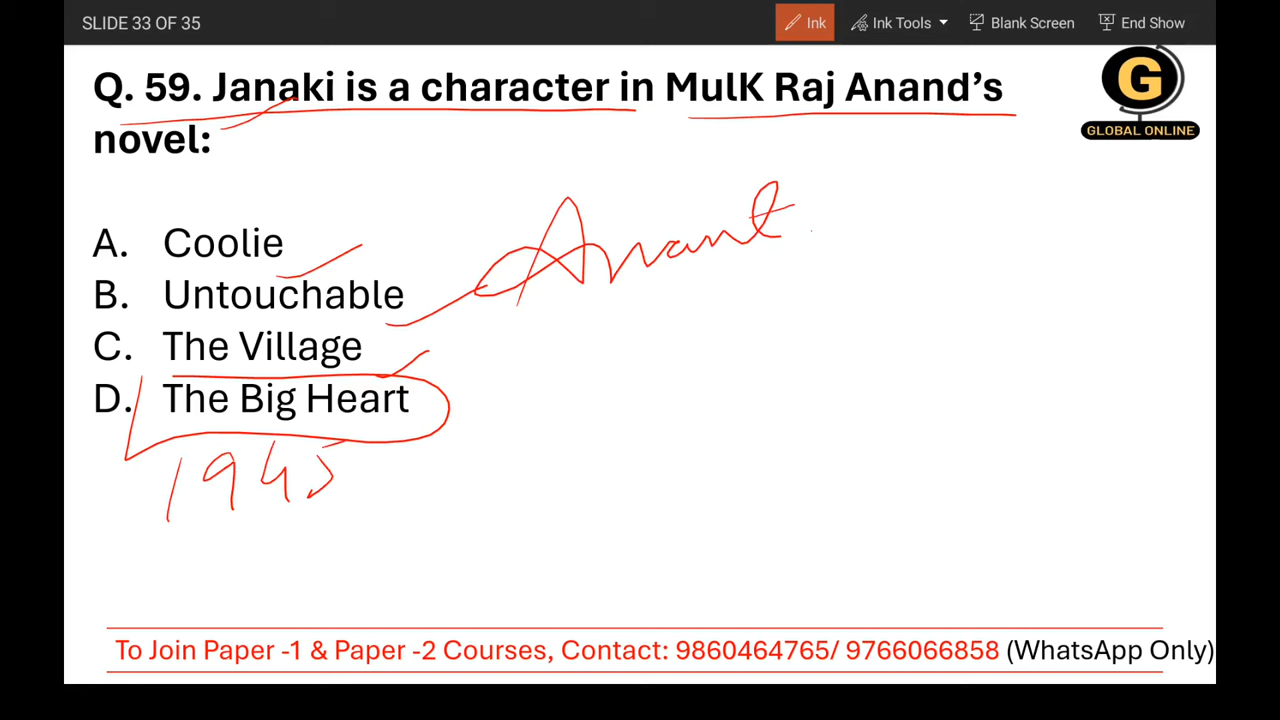 SLIDE 33 OF 35
Ink
Ink Tools
Blank Screen
End Show
Q. 59. Janaki is a character in MulK Raj Anand’s
novel:
G
GLOBAL ONLINE
A. Coolie
Anant
B. Untouchable
C. The Village
D. The Big Heart
1945
To Join Paper -1 & Paper -2 Courses, Contact: 9860464765/ 9766066858 (WhatsApp Only)